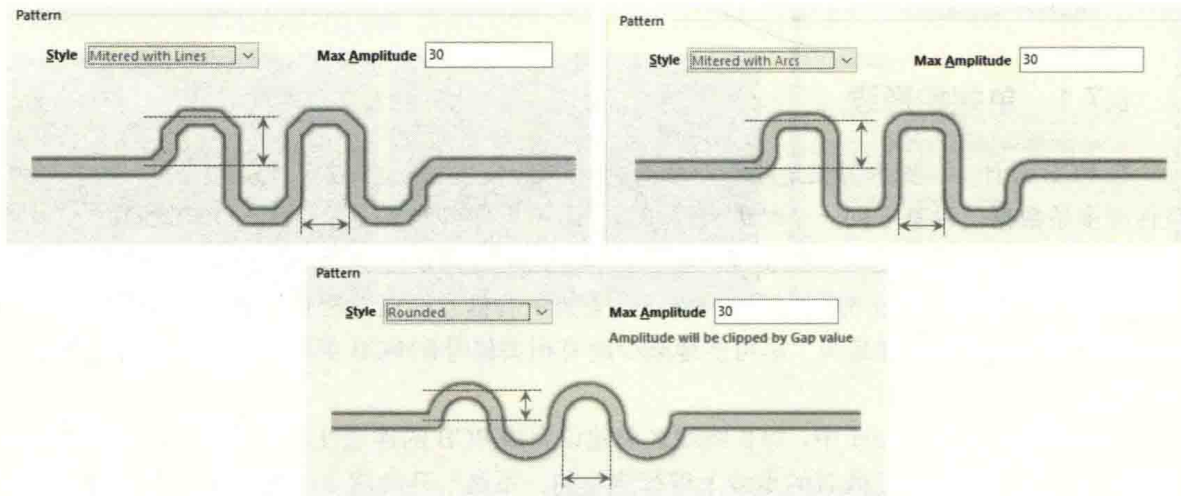 Pattern
Style Mitered with Lines Max Amplitude 30
Pattern
Style Mitered with Arcs Max Amplitude 30
Pattern
Style Rounded Max Amplitude 30
Amplitude will be clipped by Gap value